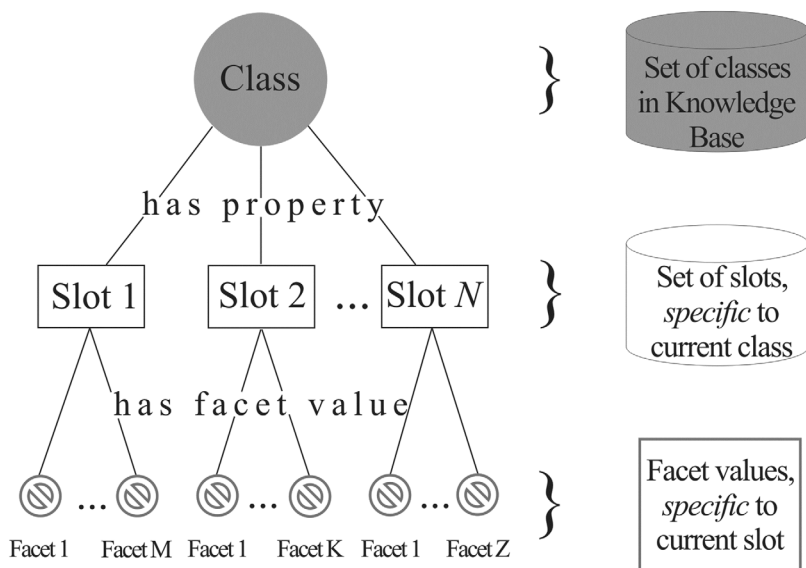 Class
Set of classes
in Knowledge
Base
has property
Slot 1
Slot 2
...
Slot N
Set of slots,
specific to
current class
has facet value
... ... ...
Facet 1
Facet M
Facet 1
Facet K
Facet 1
Facet Z
Facet values,
specific to
current slot